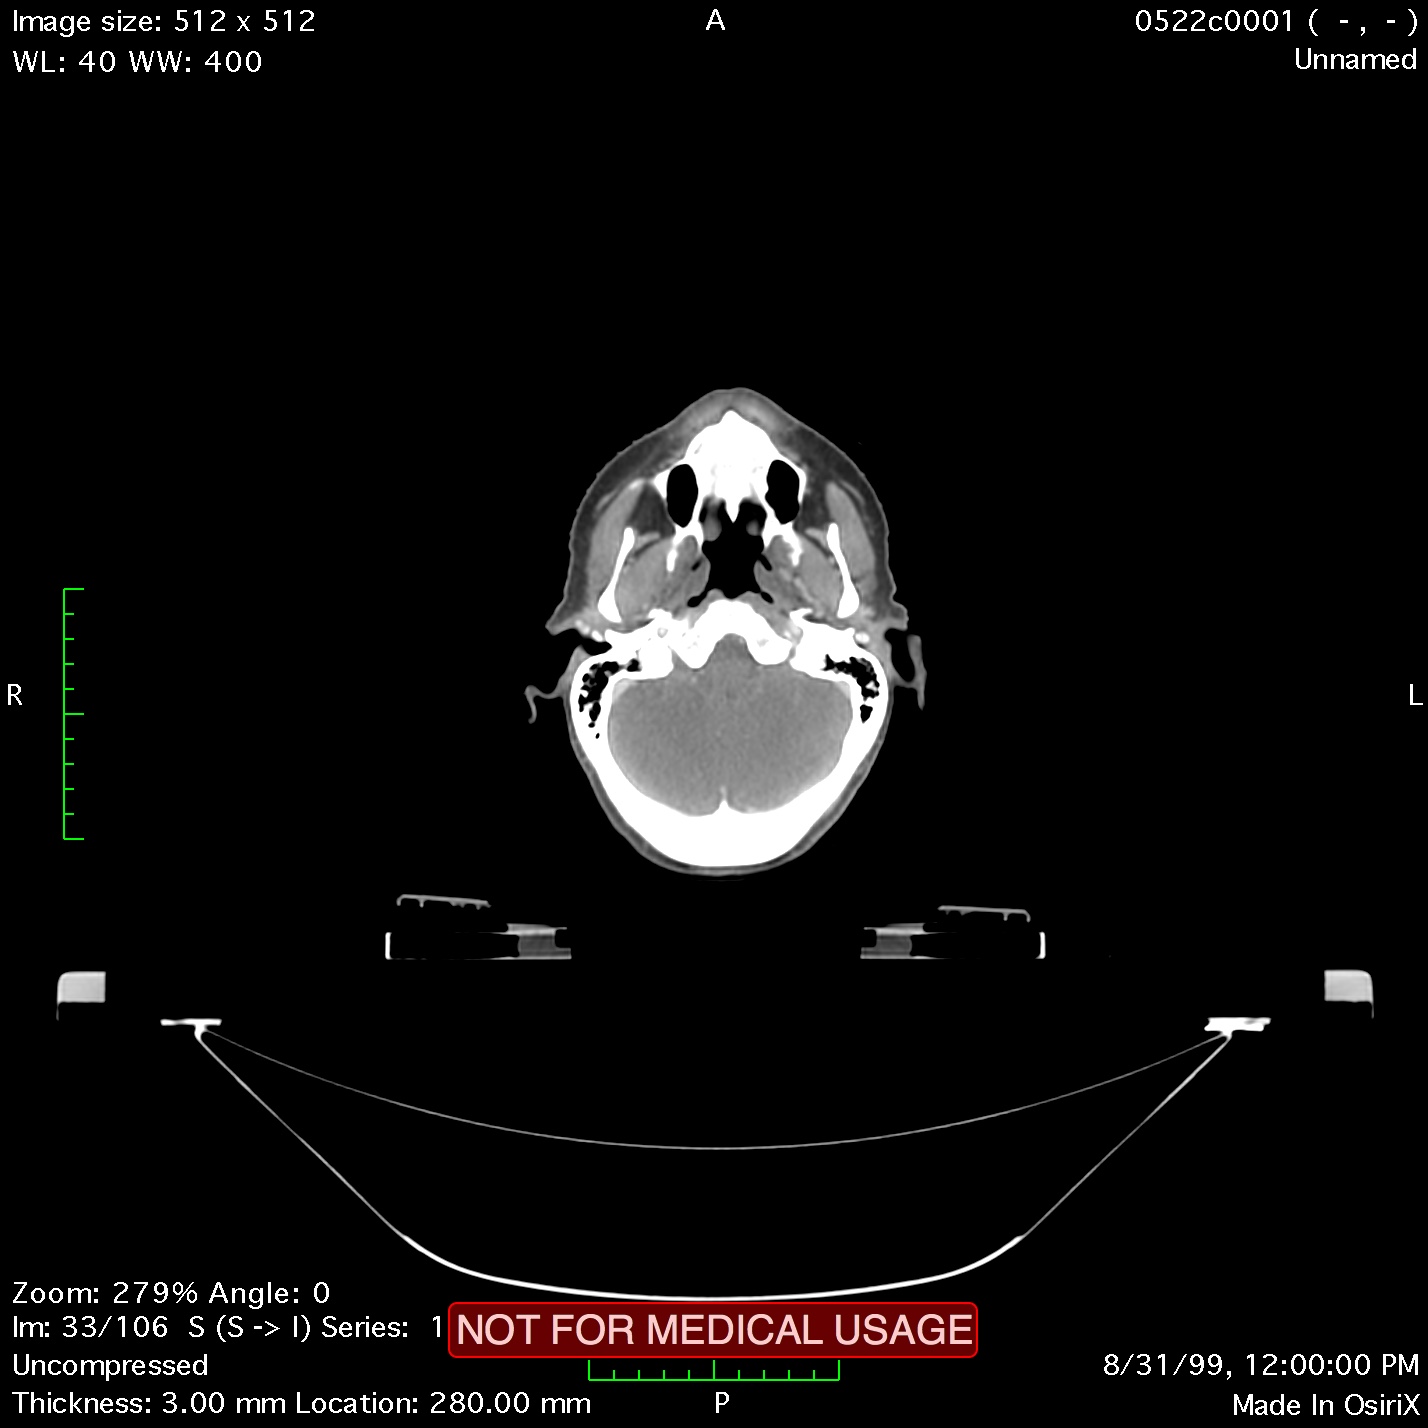 Image size: 512 x 512
WL: 40 WW: 400
A
0522c0001 ( - , - )
Unnamed
R
L
Zoom: 279% Angle: 0
Im: 33/106 S (S -> I) Series: 1
Uncompressed
Thickness: 3.00 mm Location: 280.00 mm
NOT FOR MEDICAL USAGE
P
8/31/99, 12:00:00 PM
Made In OsiriX